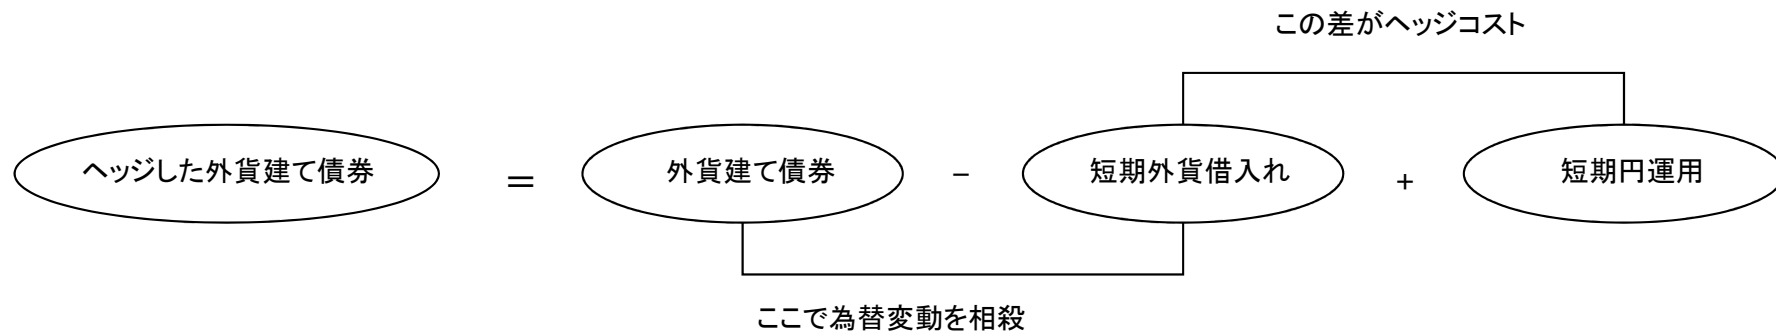 この差がヘッジコスト
ヘッジした外貨建て債券 = 外貨建て債券 - 短期外貨借入れ + 短期円運用
ここで為替変動を相殺